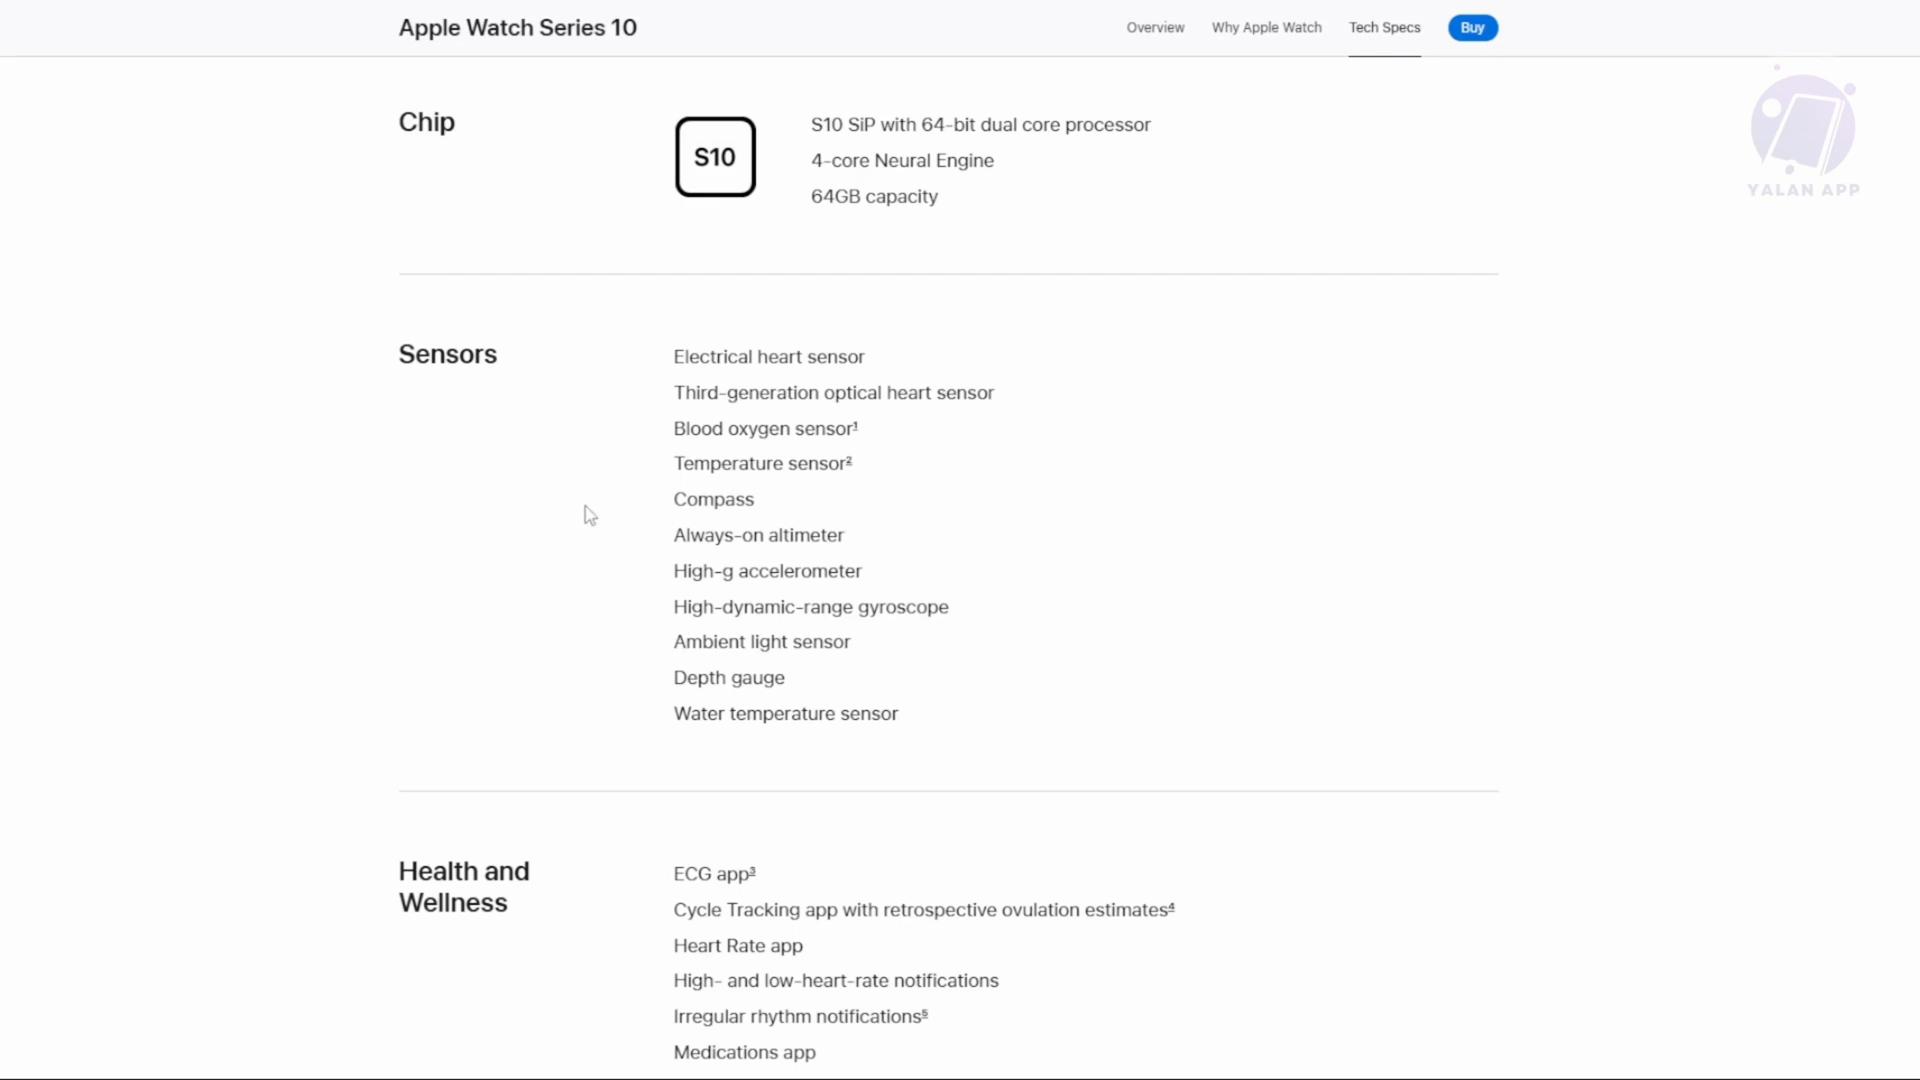 Apple Watch Series 10
Overview
Why Apple Watch
Tech Specs
Buy
YALAN APP
Chip
S10
S10 SiP with 64-bit dual core processor
4-core Neural Engine
64GB capacity
Sensors
Electrical heart sensor
Third-generation optical heart sensor
Blood oxygen sensor¹
Temperature sensor²
Compass
Always-on altimeter
High-g accelerometer
High-dynamic-range gyroscope
Ambient light sensor
Depth gauge
Water temperature sensor
Health and
Wellness
ECG app³
Cycle Tracking app with retrospective ovulation estimates⁴
Heart Rate app
High- and low-heart-rate notifications
Irregular rhythm notifications⁵
Medications app